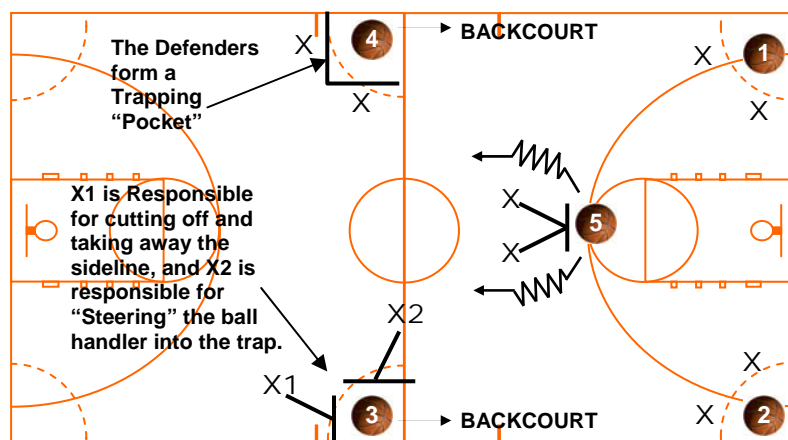 X
4
BACKCOURT
The Defenders
form a
Trapping
“Pocket”
X
X
1
X
X1 is Responsible
for cutting off and
taking away the
sideline, and X2 is
responsible for
“Steering” the ball
handler into the trap.
X
5
X
X2
X1
3
BACKCOURT
X
X
2